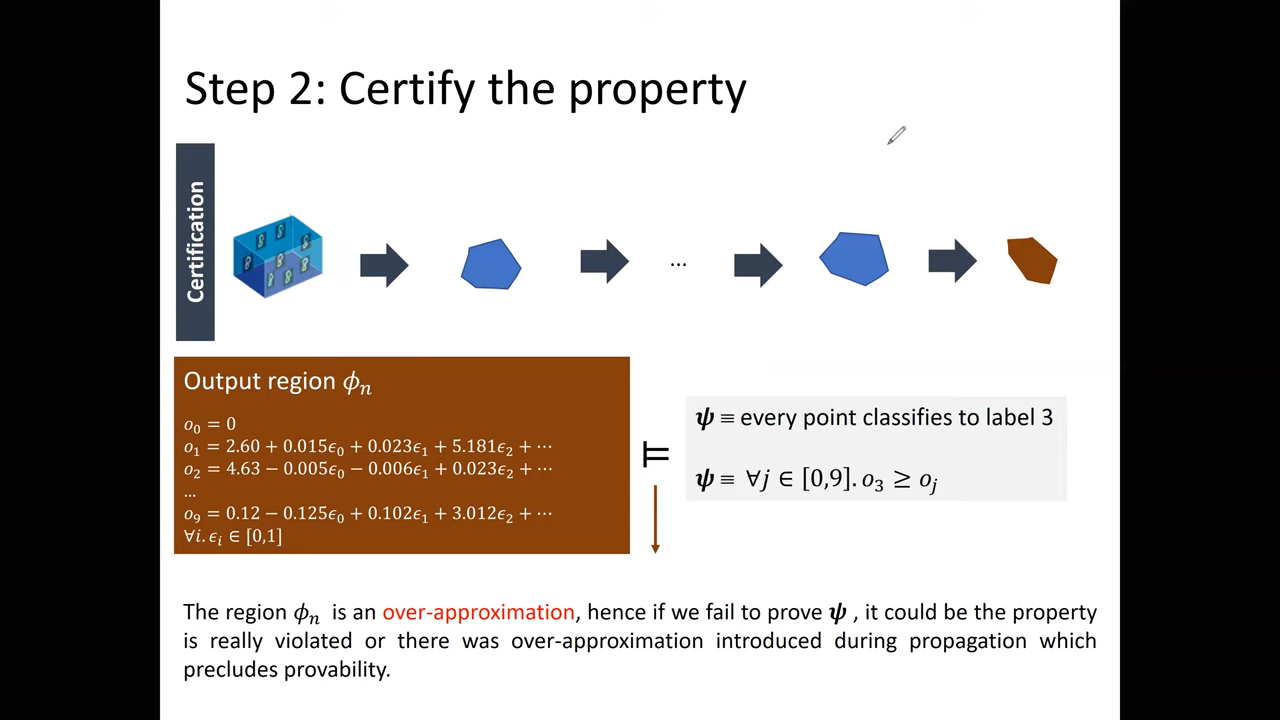 Step 2: Certify the property
Certification
...
Output region ϕₙ
o₀ = 0
o₁ = 2.60 + 0.015ϵ₀ + 0.023ϵ₁ + 5.181ϵ₂ + ⋯
o₂ = 4.63 − 0.005ϵ₀ − 0.006ϵ₁ + 0.023ϵ₂ + ⋯
...
o₉ = 0.12 − 0.125ϵ₀ + 0.102ϵ₁ + 3.012ϵ₂ + ⋯
∀i. ϵᵢ ∈ [0,1]
⊨
𝝍 ≡ every point classifies to label 3
𝝍 ≡ ∀j ∈ [0,9]. o₃ ≥ oⱼ
The region ϕₙ is an over-approximation, hence if we fail to prove 𝝍 , it could be the property
is really violated or there was over-approximation introduced during propagation which
precludes provability.